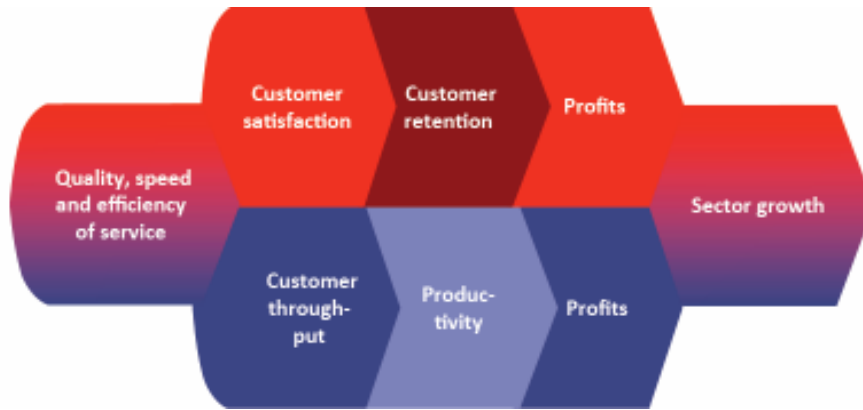 Quality, speed
and efficiency
of service
Customer
satisfaction
Customer
retention
Profits
Customer
through-
put
Produc-
tivity
Profits
Sector growth